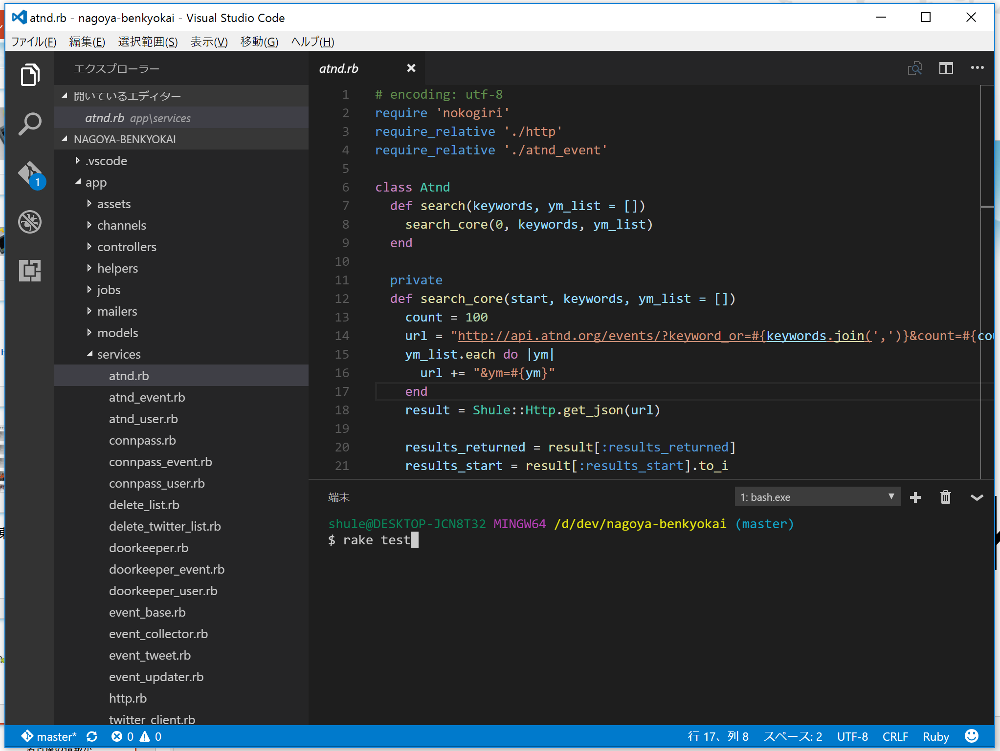 atnd.rb - nagoya-benkyokai - Visual Studio Code
ファイル(F) 編集(E) 選択範囲(S) 表示(V) 移動(G) ヘルプ(H)
エクスプローラー
開いているエディター
atnd.rb app\services
NAGOYA-BENKYOKAI
.vscode
app
assets
channels
controllers
helpers
jobs
mailers
models
services
atnd.rb
atnd_event.rb
atnd_user.rb
connpass.rb
connpass_event.rb
connpass_user.rb
delete_list.rb
delete_twitter_list.rb
doorkeeper.rb
doorkeeper_event.rb
doorkeeper_user.rb
event_base.rb
event_collector.rb
event_tweet.rb
event_updater.rb
http.rb
twitter_client.rb
1
atnd.rb
1 # encoding: utf-8
2 require 'nokogiri'
3 require_relative './http'
4 require_relative './atnd_event'
5
6 class Atnd
7 def search(keywords, ym_list = [])
8 search_core(0, keywords, ym_list)
9 end
10
11 private
12 def search_core(start, keywords, ym_list = [])
13 count = 100
14 url = "http://api.atnd.org/events/?keyword_or=#{keywords.join(',')}&count=#{cou
15 ym_list.each do |ym|
16 url += "&ym=#{ym}"
17 end
18 result = Shule::Http.get_json(url)
19
20 results_returned = result[:results_returned]
21 results_start = result[:results_start].to_i
端末
1: bash.exe
shule@DESKTOP-JCN8T32 MINGW64 /d/dev/nagoya-benkyokai (master)
$ rake test
master* 0 0 行 17、列 8 スペース: 2 UTF-8 CRLF Ruby